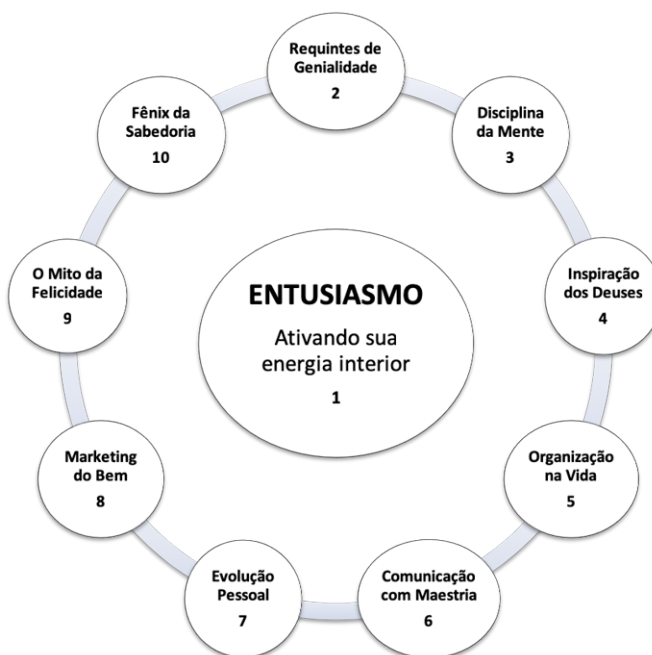 ENTUSIASMO
Ativando sua
energia interior
1
Requintes de
Genialidade
2
Disciplina
da Mente
3
Inspiração
dos Deuses
4
Organização
na Vida
5
Comunicação
com Maestria
6
Evolução
Pessoal
7
Marketing
do Bem
8
O Mito da
Felicidade
9
Fênix da
Sabedoria
10